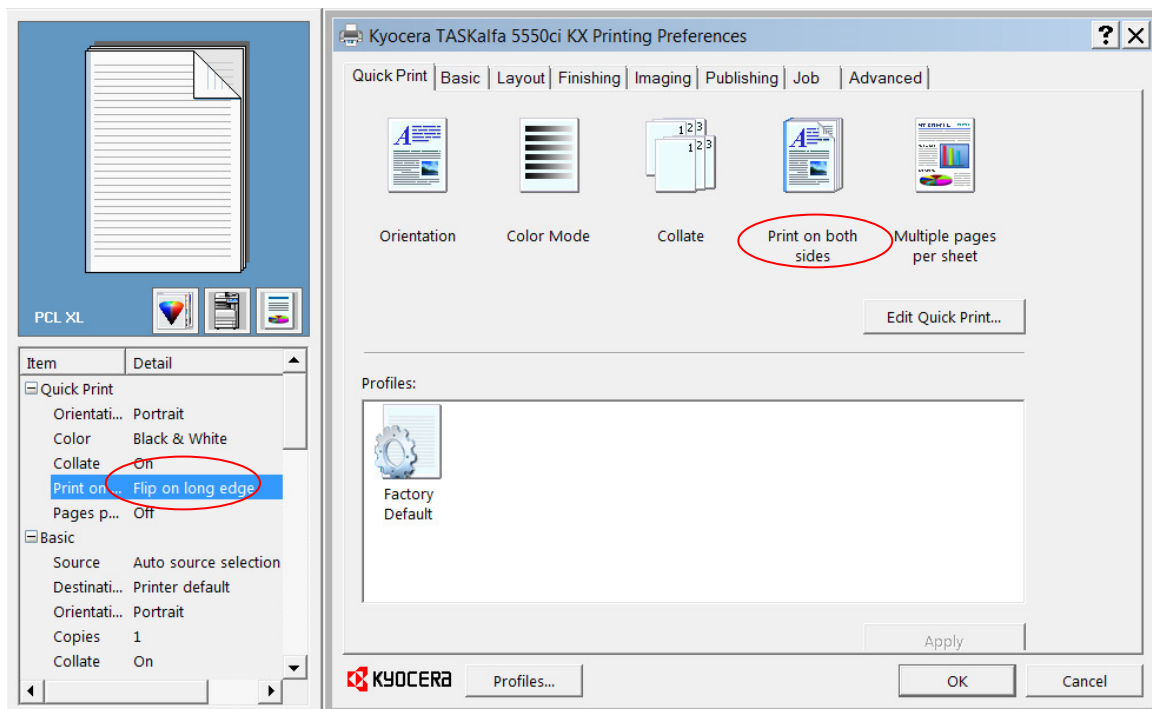 Kyocera TASKalfa 5550ci KX Printing Preferences
Quick Print Basic Layout Finishing Imaging Publishing Job Advanced
Orientation
Color Mode
Collate
Print on both
sides
Multiple pages
per sheet
Edit Quick Print...
Profiles:
Factory
Default
Apply
KYOCERA
Profiles...
OK
Cancel
PCL XL
Item Detail
Quick Print
Orientati... Portrait
Color Black & White
Collate On
Print on ... Flip on long edge
Pages p... Off
Basic
Source Auto source selection
Destinati... Printer default
Orientati... Portrait
Copies 1
Collate On